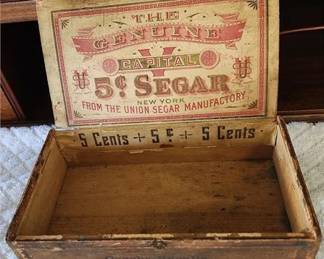 THE
GENUINE
Y
CAPITAL
5¢ SEGAR
NEW YORK
FROM THE UNION SEGAR MANUFACTORY
5 Cents + 5¢ + 5 Cents